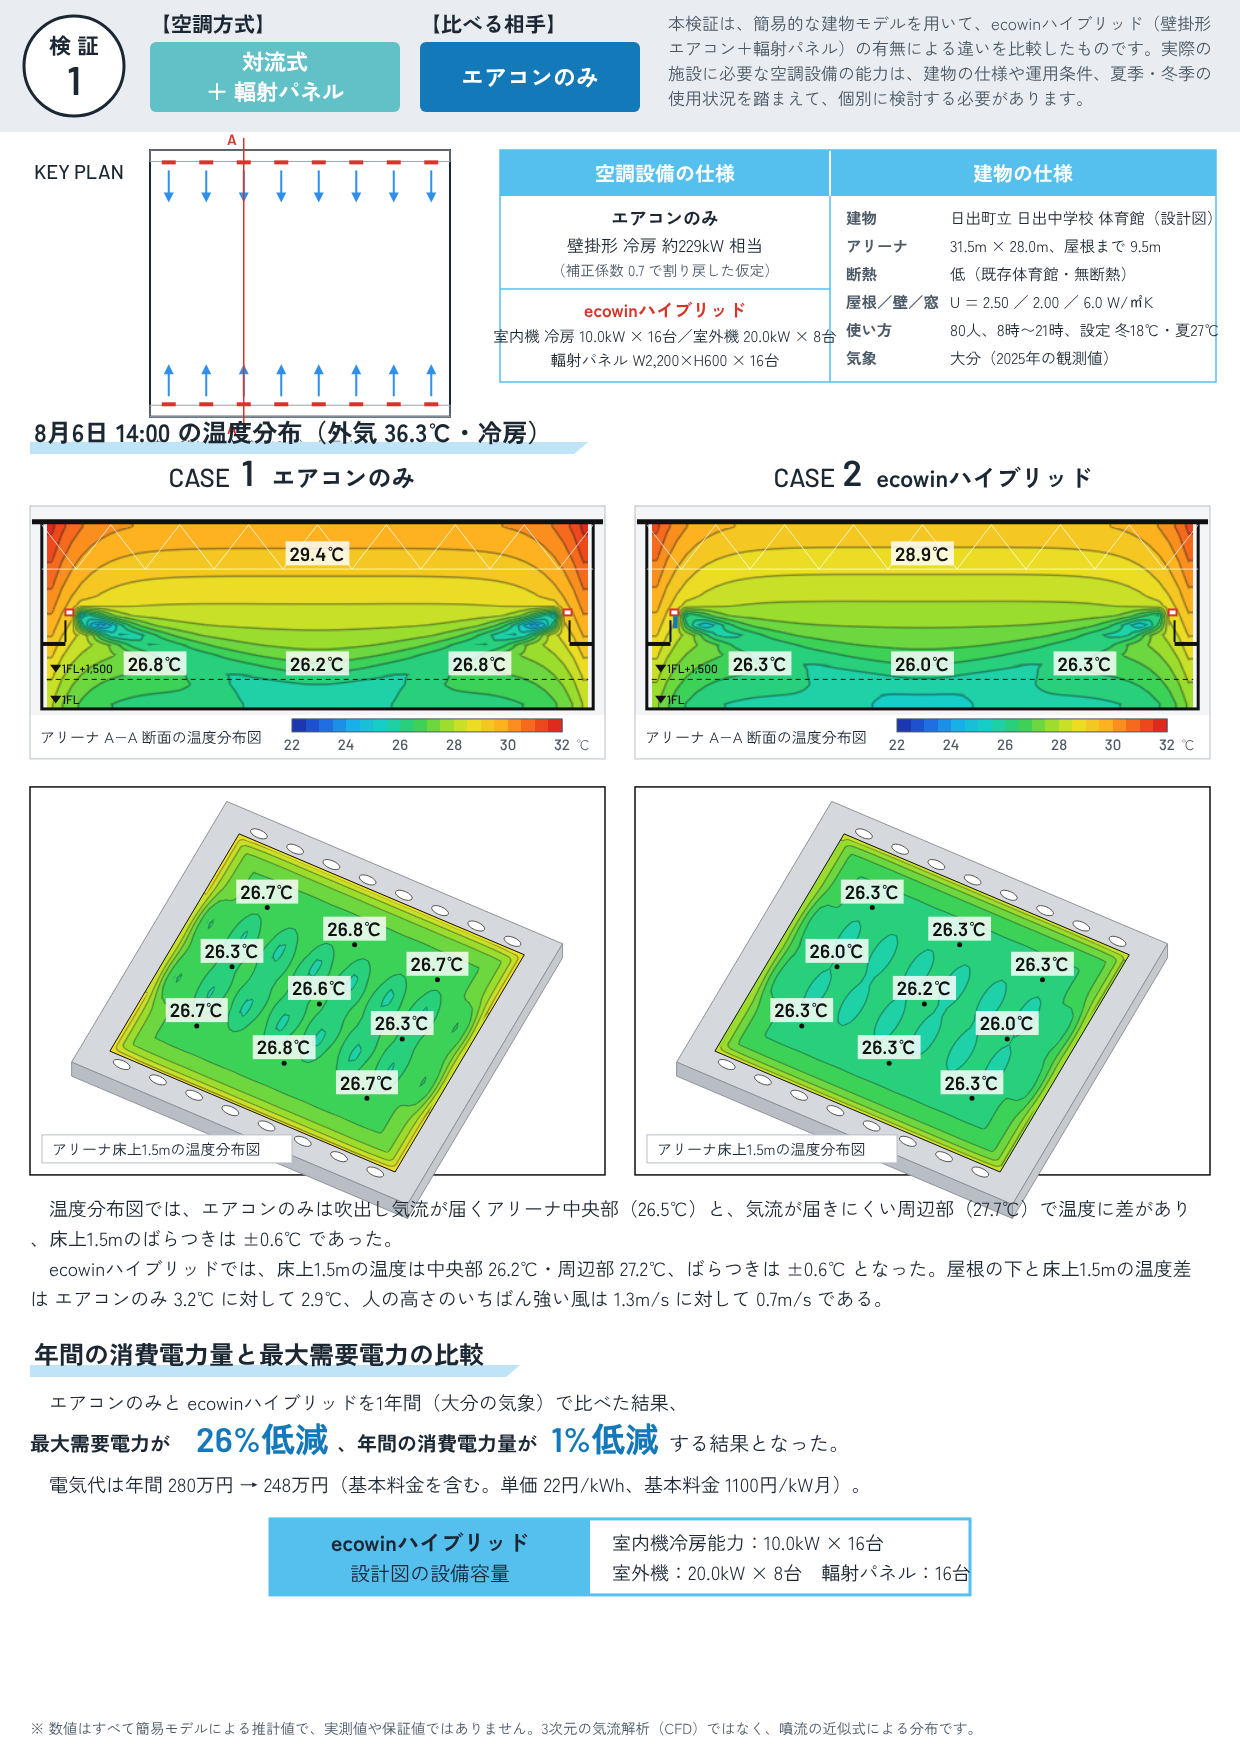 検 証
1
【空調方式】
対流式
＋ 輻射パネル
【比べる相手】
エアコンのみ
本検証は、簡易的な建物モデルを用いて、ecowinハイブリッド（壁掛形
エアコン＋輻射パネル）の有無による違いを比較したものです。実際の
施設に必要な空調設備の能力は、建物の仕様や運用条件、夏季・冬季の
使用状況を踏まえて、個別に検討する必要があります。
KEY PLAN
A
空調設備の仕様
エアコンのみ
壁掛形 冷房 約229kW 相当
（補正係数 0.7 で割り戻した仮定）
ecowinハイブリッド
室内機 冷房 10.0kW × 16台／室外機 20.0kW × 8台
輻射パネル W2,200×H600 × 16台
建物の仕様
建物 日出町立 日出中学校 体育館（設計図）
アリーナ 31.5m × 28.0m、屋根まで 9.5m
断熱 低（既存体育館・無断熱）
屋根／壁／窓 U = 2.50 ／ 2.00 ／ 6.0 W/㎡K
使い方 80人、8時〜21時、設定 冬18℃・夏27℃
気象 大分（2025年の観測値）
8月6日 14:00 の温度分布（外気 36.3℃・冷房）
CASE 1 エアコンのみ
29.4℃
26.8℃ 26.2℃ 26.8℃
▼1FL+1,500
▼1FL
アリーナ A−A 断面の温度分布図
22 24 26 28 30 32 ℃
CASE 2 ecowinハイブリッド
28.9℃
26.3℃ 26.0℃ 26.3℃
▼1FL+1,500
▼1FL
アリーナ A−A 断面の温度分布図
22 24 26 28 30 32 ℃
26.7℃
26.8℃
26.3℃
26.7℃
26.6℃
26.7℃
26.3℃
26.8℃
26.7℃
アリーナ床上1.5mの温度分布図
26.3℃
26.3℃
26.0℃
26.3℃
26.2℃
26.3℃
26.0℃
26.3℃
26.3℃
アリーナ床上1.5mの温度分布図
温度分布図では、エアコンのみは吹出し気流が届くアリーナ中央部（26.5℃）と、気流が届きにくい周辺部（27.7℃）で温度に差があり
、床上1.5mのばらつきは ±0.6℃ であった。
ecowinハイブリッドでは、床上1.5mの温度は中央部 26.2℃・周辺部 27.2℃、ばらつきは ±0.6℃ となった。屋根の下と床上1.5mの温度差
は エアコンのみ 3.2℃ に対して 2.9℃、人の高さのいちばん強い風は 1.3m/s に対して 0.7m/s である。
年間の消費電力量と最大需要電力の比較
エアコンのみと ecowinハイブリッドを1年間（大分の気象）で比べた結果、
最大需要電力が 26%低減 、年間の消費電力量が 1%低減 する結果となった。
電気代は年間 280万円 → 248万円（基本料金を含む。単価 22円/kWh、基本料金 1100円/kW月）。
ecowinハイブリッド
設計図の設備容量
室内機冷房能力：10.0kW × 16台
室外機：20.0kW × 8台 輻射パネル：16台
※ 数値はすべて簡易モデルによる推計値で、実測値や保証値ではありません。3次元の気流解析（CFD）ではなく、噴流の近似式による分布です。